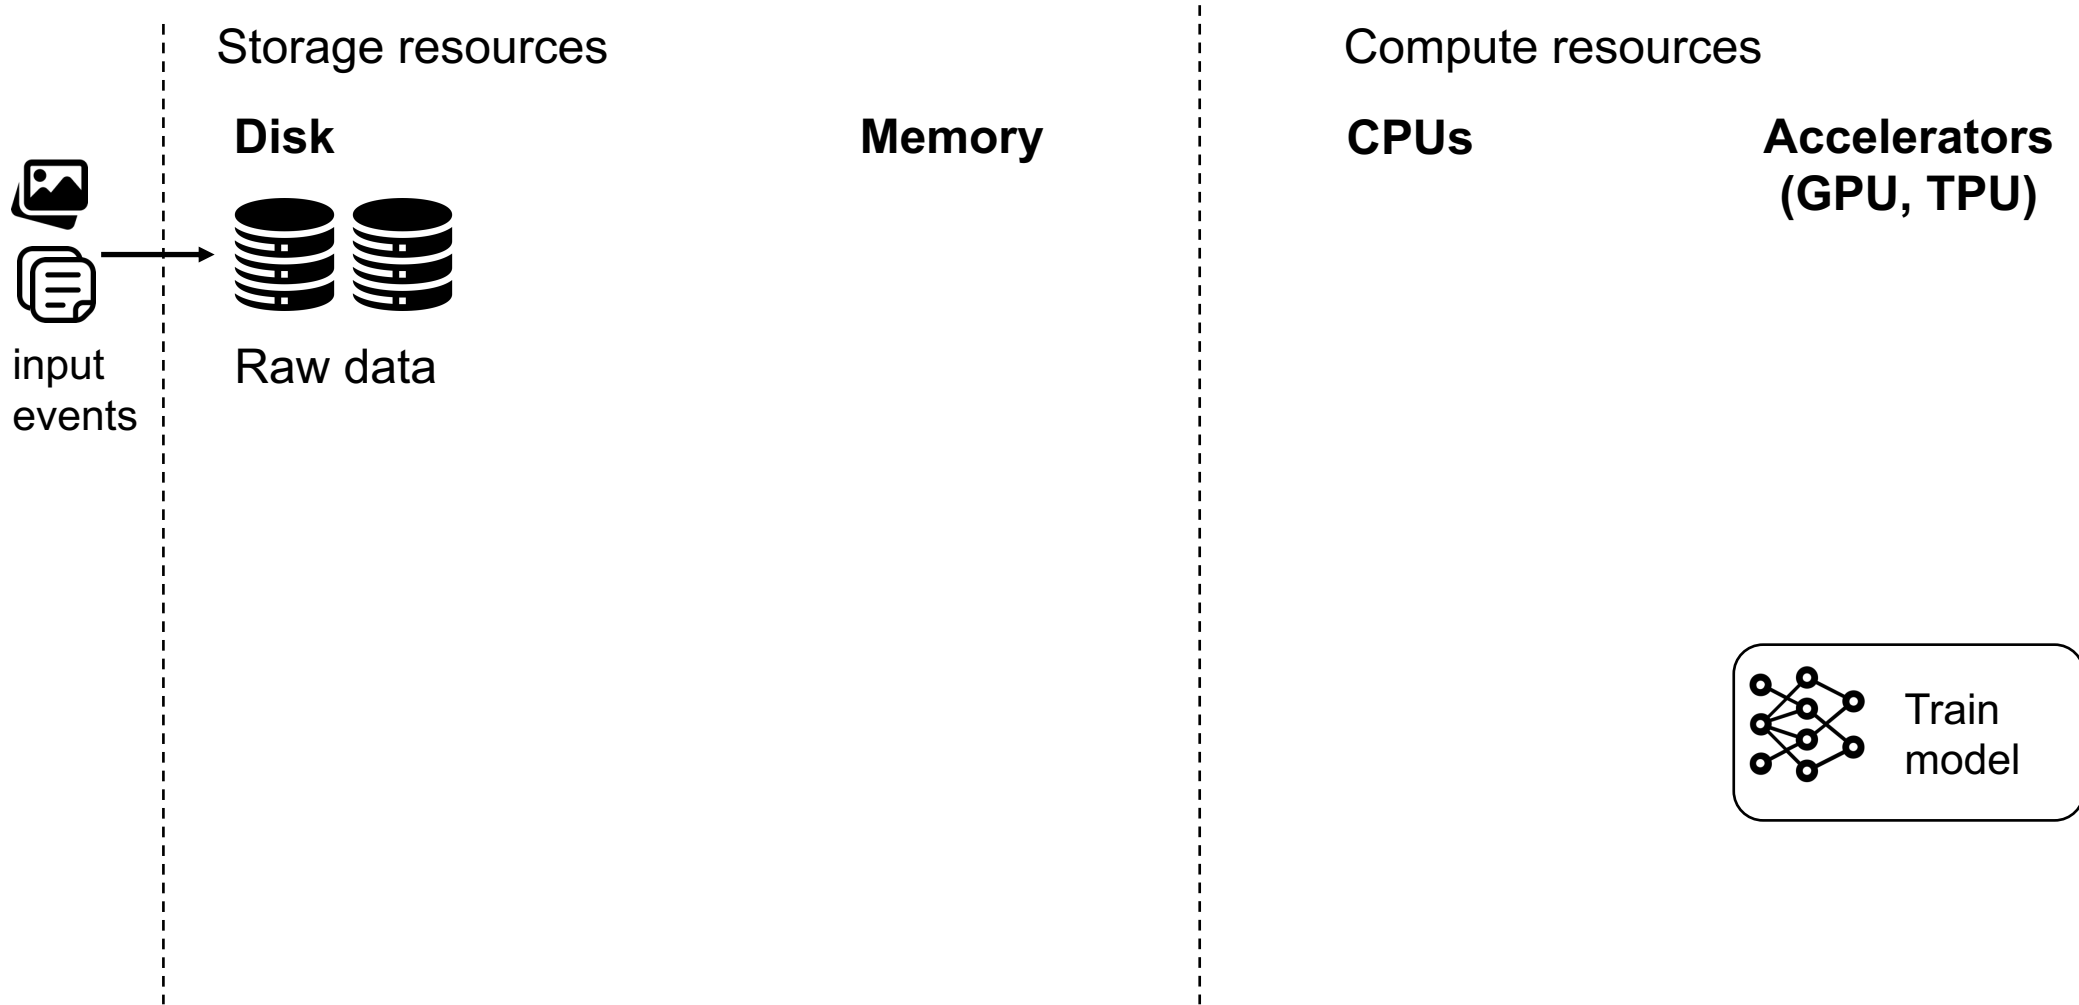 Storage resources
Compute resources
Disk
Memory
CPUs
Accelerators
(GPU, TPU)
input
events
Raw data
Train
model